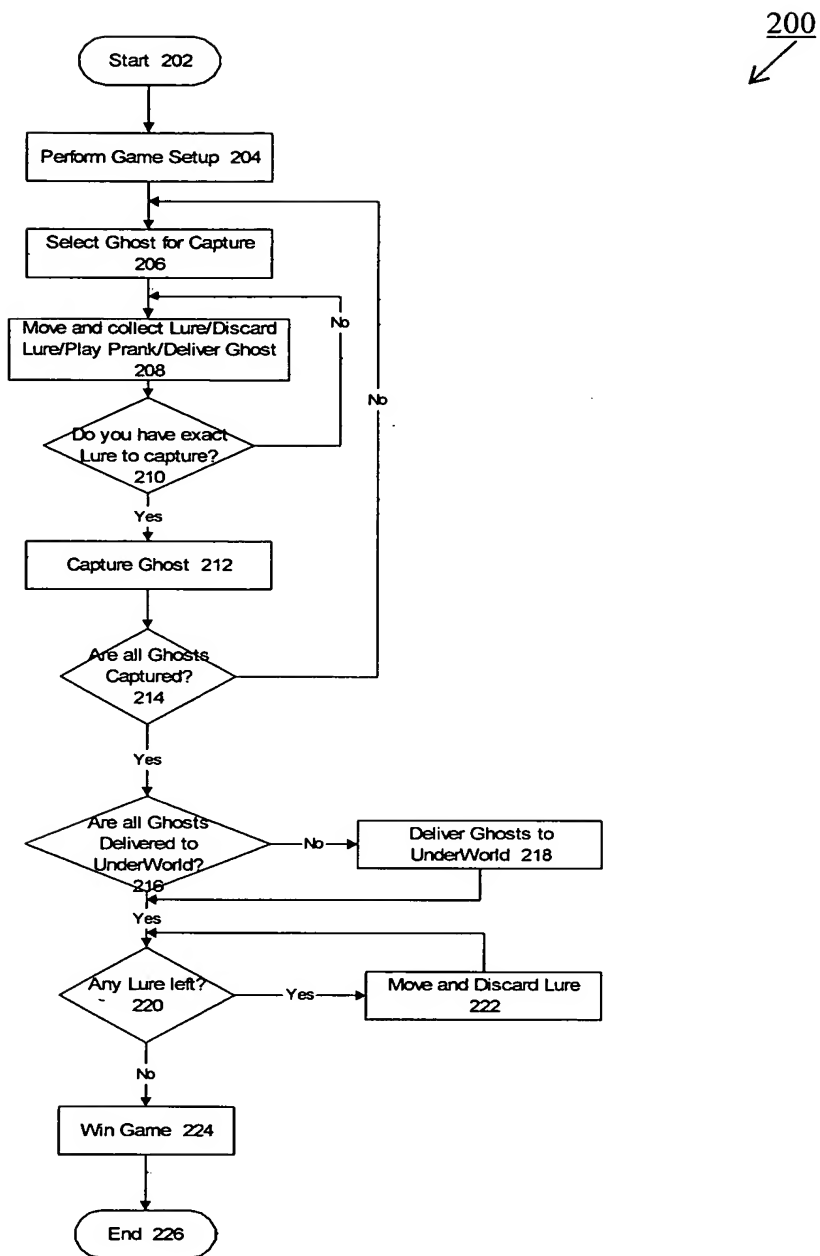 200
Start 202
Perform Game Setup 204
Select Ghost for Capture
206
No
Move and collect Lure/Discard
Lure/Play Prank/Deliver Ghost
208
No
Do you have exact
Lure to capture?
210
Yes
Capture Ghost 212
Are all Ghosts
Captured?
214
Yes
Are all Ghosts
Delivered to
UnderWorld?
216
No
Deliver Ghosts to
UnderWorld 218
Yes
Any Lure left?
220
Yes
Move and Discard Lure
222
No
Win Game 224
End 226